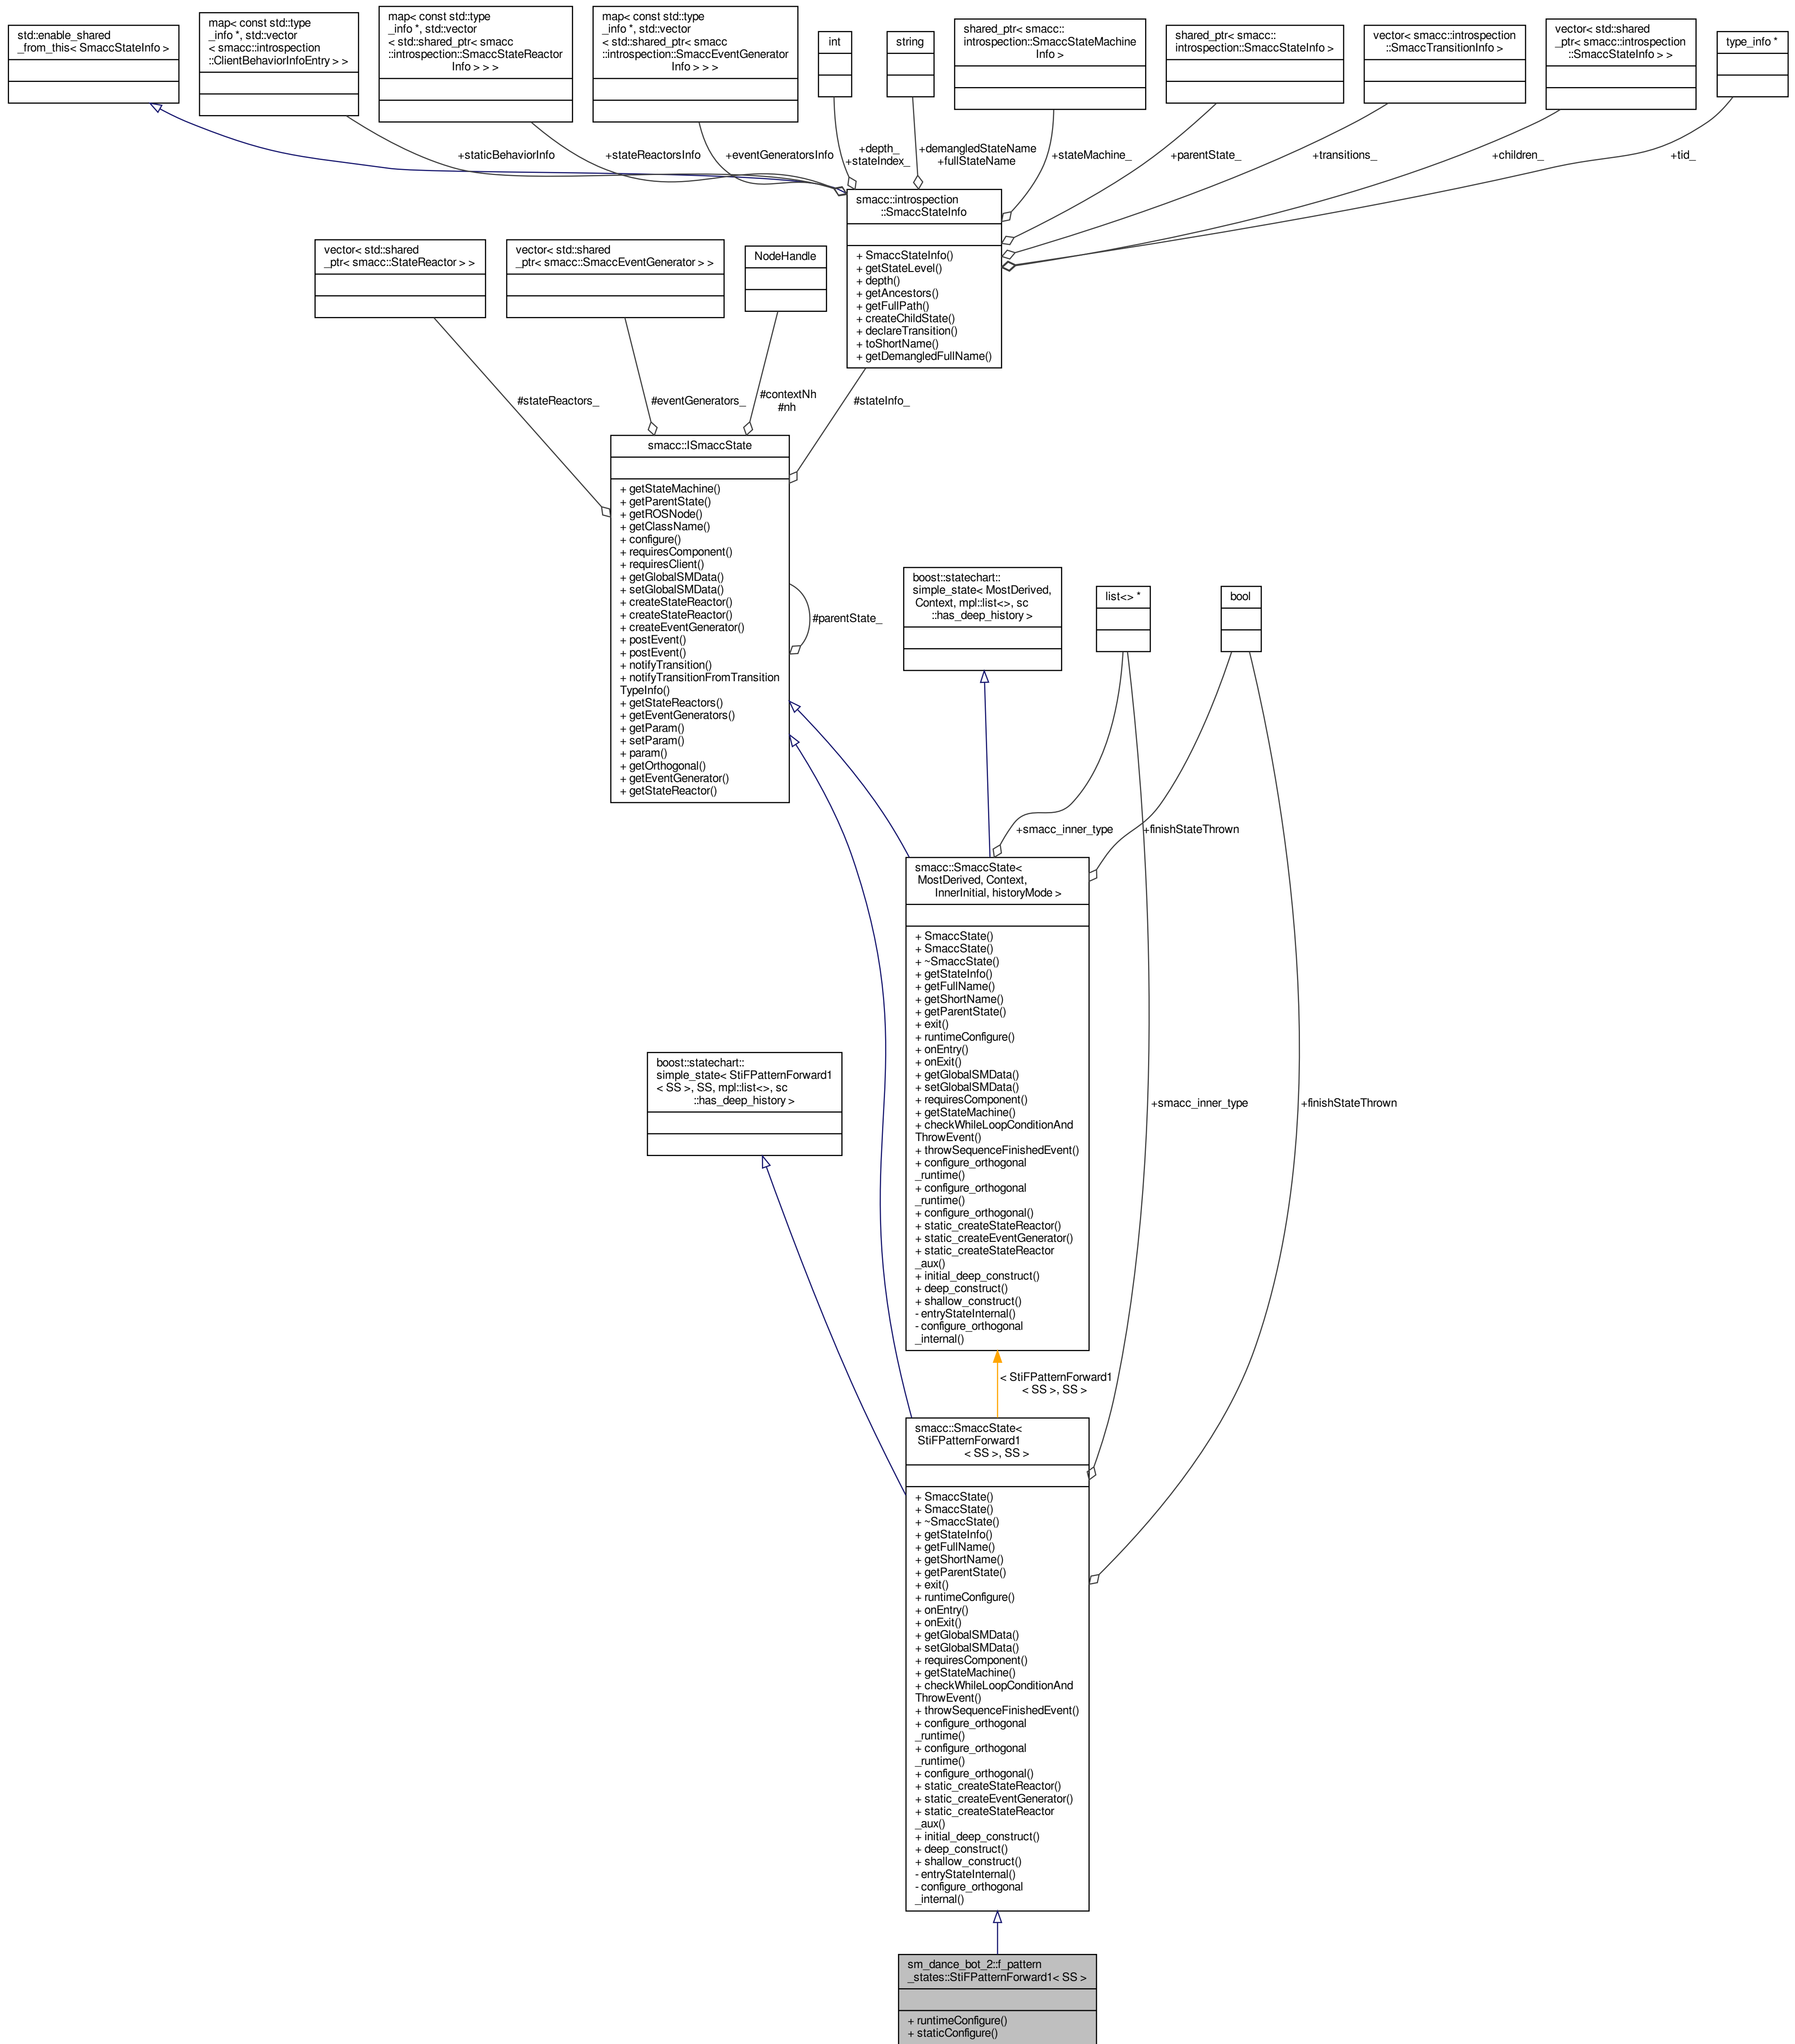 std::enable_shared
_from_this< SmaccStateInfo >
map< const std::type
_info *, std::vector
< smacc::introspection
::ClientBehaviorInfoEntry > >
map< const std::type
_info *, std::vector
< std::shared_ptr< smacc
::introspection::SmaccStateReactor
Info > > >
map< const std::type
_info *, std::vector
< std::shared_ptr< smacc
::introspection::SmaccEventGenerator
Info > > >
int
string
shared_ptr< smacc::
introspection::SmaccStateMachine
Info >
shared_ptr< smacc::
introspection::SmaccStateInfo >
vector< smacc::introspection
::SmaccTransitionInfo >
vector< std::shared
_ptr< smacc::introspection
::SmaccStateInfo > >
type_info *
+staticBehaviorInfo
+stateReactorsInfo
+eventGeneratorsInfo
+depth_
+stateIndex_
+demangledStateName
+fullStateName
+stateMachine_
+parentState_
+transitions_
+children_
+tid_
smacc::introspection
::SmaccStateInfo
+ SmaccStateInfo()
+ getStateLevel()
+ depth()
+ getAncestors()
+ getFullPath()
+ createChildState()
+ declareTransition()
+ toShortName()
+ getDemangledFullName()
vector< std::shared
_ptr< smacc::StateReactor > >
vector< std::shared
_ptr< smacc::SmaccEventGenerator > >
NodeHandle
#stateReactors_
#eventGenerators_
#contextNh
#nh
#stateInfo_
smacc::ISmaccState
+ getStateMachine()
+ getParentState()
+ getROSNode()
+ getClassName()
+ configure()
+ requiresComponent()
+ requiresClient()
+ getGlobalSMData()
+ setGlobalSMData()
+ createStateReactor()
+ createStateReactor()
+ createEventGenerator()
+ postEvent()
+ postEvent()
+ notifyTransition()
+ notifyTransitionFromTransition
TypeInfo()
+ getStateReactors()
+ getEventGenerators()
+ getParam()
+ setParam()
+ param()
+ getOrthogonal()
+ getEventGenerator()
+ getStateReactor()
#parentState_
boost::statechart::
simple_state< MostDerived,
Context, mpl::list<>, sc
::has_deep_history >
list<> *
bool
+smacc_inner_type
+finishStateThrown
smacc::SmaccState<
MostDerived, Context,
InnerInitial, historyMode >
+ SmaccState()
+ SmaccState()
+ ~SmaccState()
+ getStateInfo()
+ getFullName()
+ getShortName()
+ getParentState()
+ exit()
+ runtimeConfigure()
+ onEntry()
+ onExit()
+ getGlobalSMData()
+ setGlobalSMData()
+ requiresComponent()
+ getStateMachine()
+ checkWhileLoopConditionAnd
ThrowEvent()
+ throwSequenceFinishedEvent()
+ configure_orthogonal
_runtime()
+ configure_orthogonal
_runtime()
+ configure_orthogonal()
+ static_createStateReactor()
+ static_createEventGenerator()
+ static_createStateReactor
_aux()
+ initial_deep_construct()
+ deep_construct()
+ shallow_construct()
- entryStateInternal()
- configure_orthogonal
_internal()
boost::statechart::
simple_state< StiFPatternForward1
< SS >, SS, mpl::list<>, sc
::has_deep_history >
+smacc_inner_type
+finishStateThrown
< StiFPatternForward1
< SS >, SS >
smacc::SmaccState<
StiFPatternForward1
< SS >, SS >
+ SmaccState()
+ SmaccState()
+ ~SmaccState()
+ getStateInfo()
+ getFullName()
+ getShortName()
+ getParentState()
+ exit()
+ runtimeConfigure()
+ onEntry()
+ onExit()
+ getGlobalSMData()
+ setGlobalSMData()
+ requiresComponent()
+ getStateMachine()
+ checkWhileLoopConditionAnd
ThrowEvent()
+ throwSequenceFinishedEvent()
+ configure_orthogonal
_runtime()
+ configure_orthogonal
_runtime()
+ configure_orthogonal()
+ static_createStateReactor()
+ static_createEventGenerator()
+ static_createStateReactor
_aux()
+ initial_deep_construct()
+ deep_construct()
+ shallow_construct()
- entryStateInternal()
- configure_orthogonal
_internal()
sm_dance_bot_2::f_pattern
_states::StiFPatternForward1< SS >
+ runtimeConfigure()
+ staticConfigure()